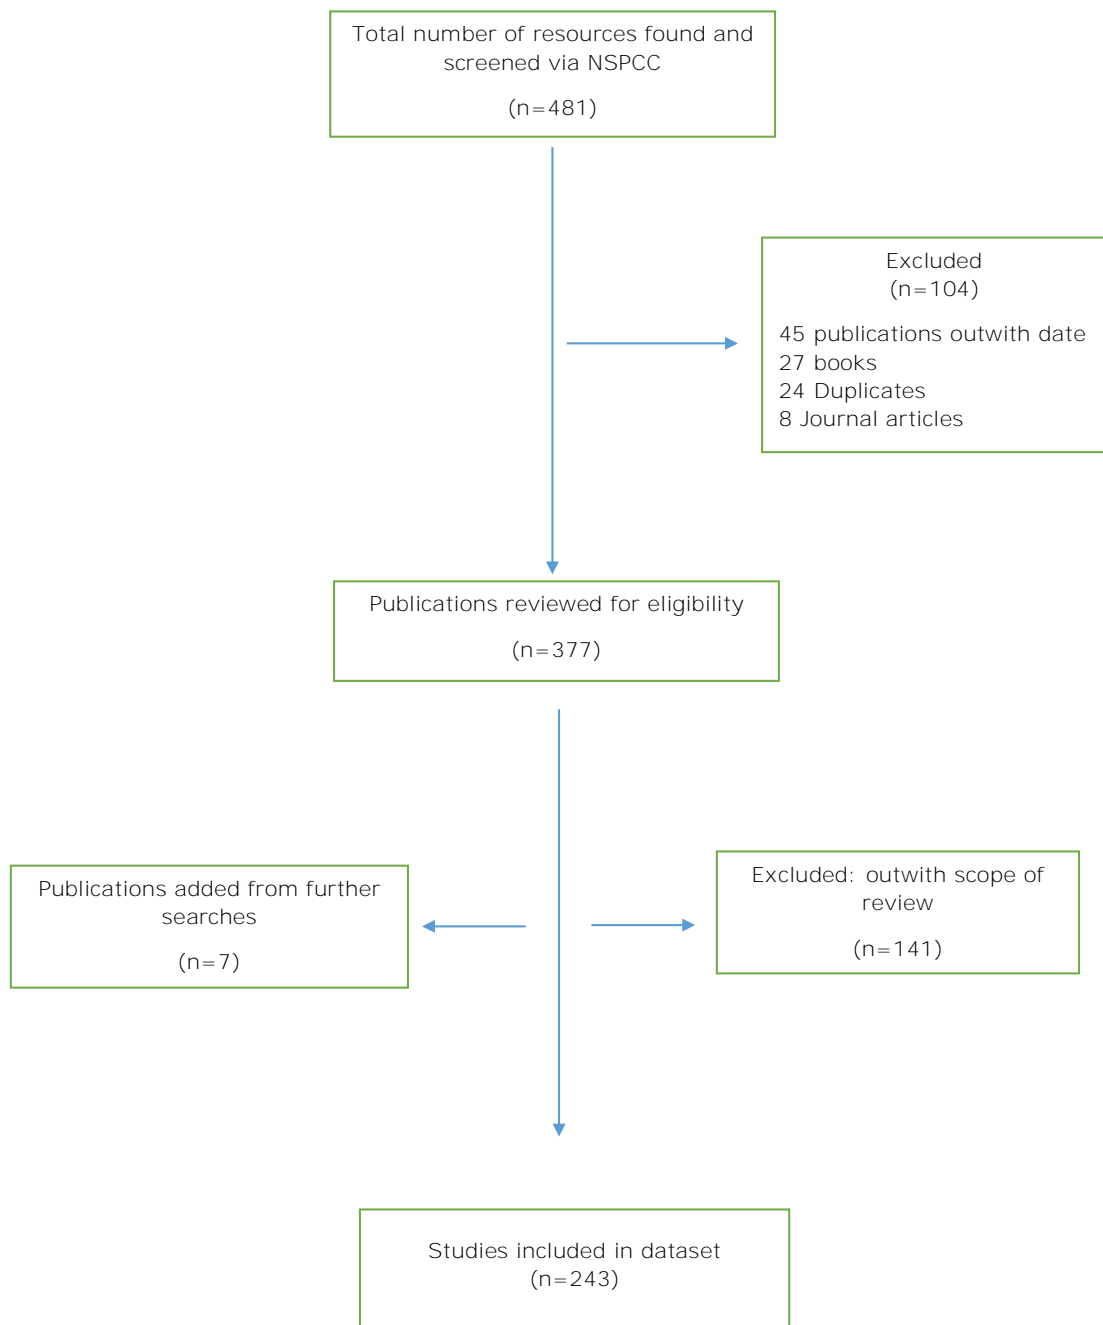 Total number of resources found and
screened via NSPCC
(n=481)
Excluded
(n=104)
45 publications outwith date
27 books
24 Duplicates
8 Journal articles
Publications reviewed for eligibility
(n=377)
Publications added from further
searches
(n=7)
Excluded: outwith scope of
review
(n=141)
Studies included in dataset
(n=243)